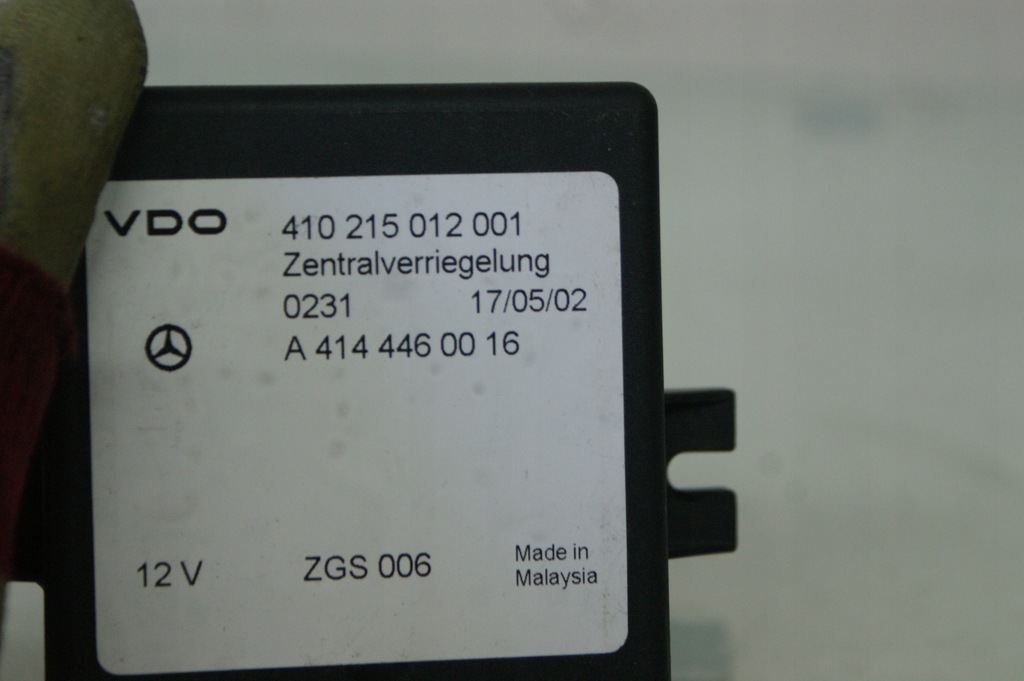 VDO 410 215 012 001
Zentralverriegelung
0231 17/05/02
A 414 446 00 16
12 V ZGS 006 Made in
Malaysia